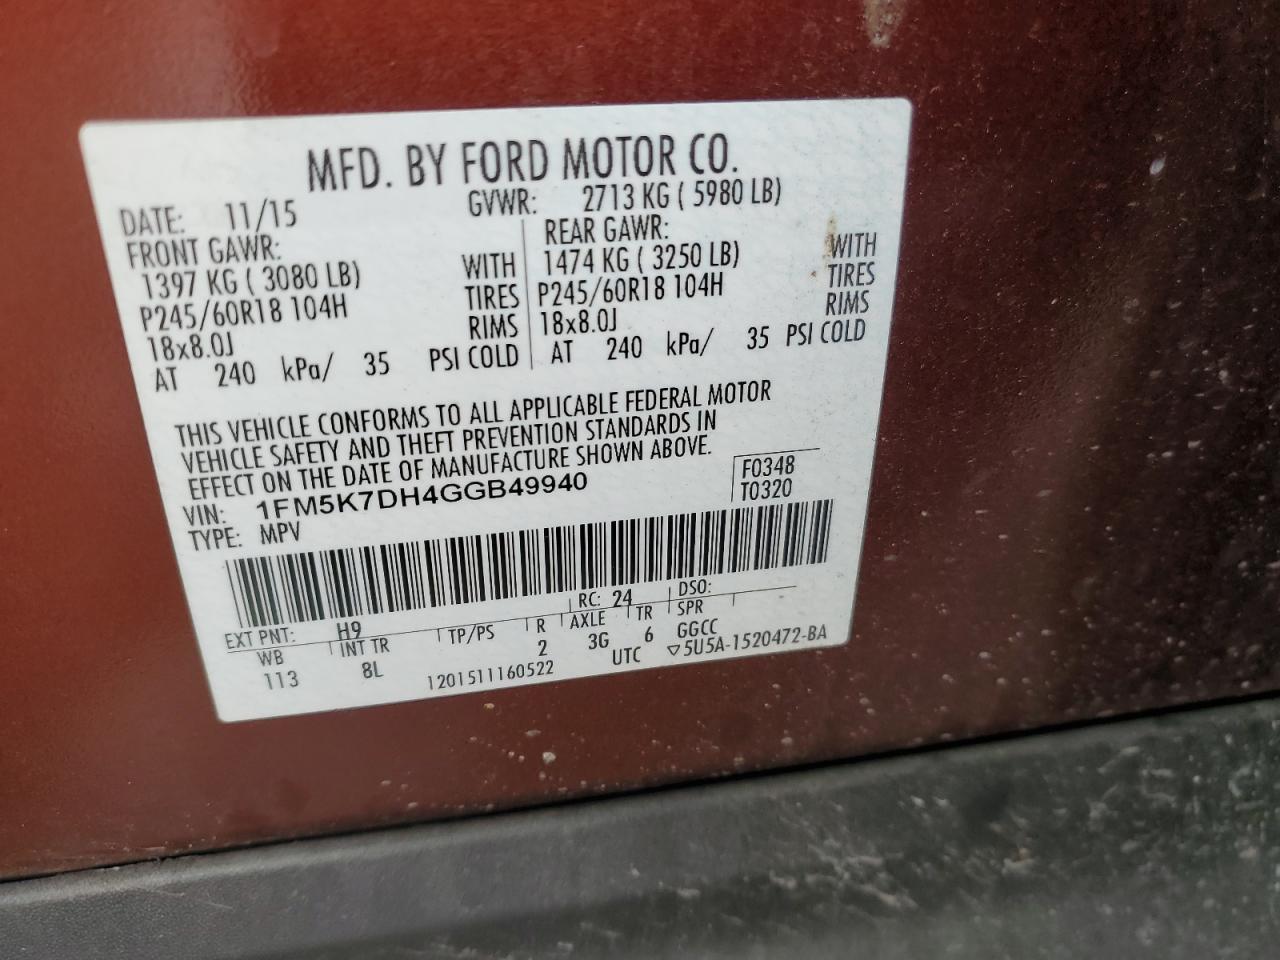 MFD. BY FORD MOTOR CO.
DATE: 11/15 GVWR: 2713 KG ( 5980 LB)
FRONT GAWR: REAR GAWR:
1397 KG ( 3080 LB) WITH 1474 KG ( 3250 LB) WITH
P245/60R18 104H TIRES P245/60R18 104H TIRES
18x8.0J RIMS 18x8.0J RIMS
AT 240 kPa/ 35 PSI COLD AT 240 kPa/ 35 PSI COLD
THIS VEHICLE CONFORMS TO ALL APPLICABLE FEDERAL MOTOR
VEHICLE SAFETY AND THEFT PREVENTION STANDARDS IN
EFFECT ON THE DATE OF MANUFACTURE SHOWN ABOVE.
VIN: 1FM5K7DH4GGB49940 F0348
TYPE: MPV T0320
EXT PNT: H9 RC: 24 DSO:
WB INT TR TP/PS R AXLE TR SPR
113 8L 2 3G 6 GGCC
1201511160522 UTC ▽5U5A-1520472-BA